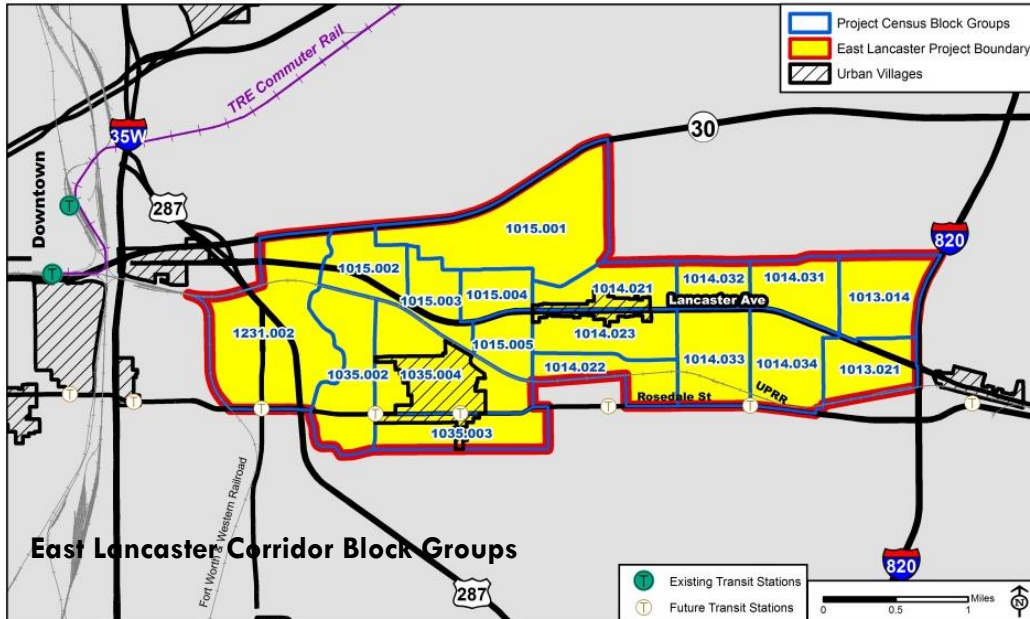 Project Census Block Groups
East Lancaster Project Boundary
Urban Villages
TRE Commuter Rail
35W
30
287
Downtown
T
T
820
1015.001
1015.002
1015.003
1015.004
1014.021
1014.032
1014.031
1013.014
Lancaster Ave
1231.002
1015.005
1014.023
1035.002
1035.004
1014.022
1014.033
1014.034
1013.021
UPRR
Rosedale St
T
T
T
T
T
T
T
T
1035.003
Fort Worth & Western Railroad
East Lancaster Corridor Block Groups
287
820
T Existing Transit Stations
T Future Transit Stations
Miles
0 0.5 1
N